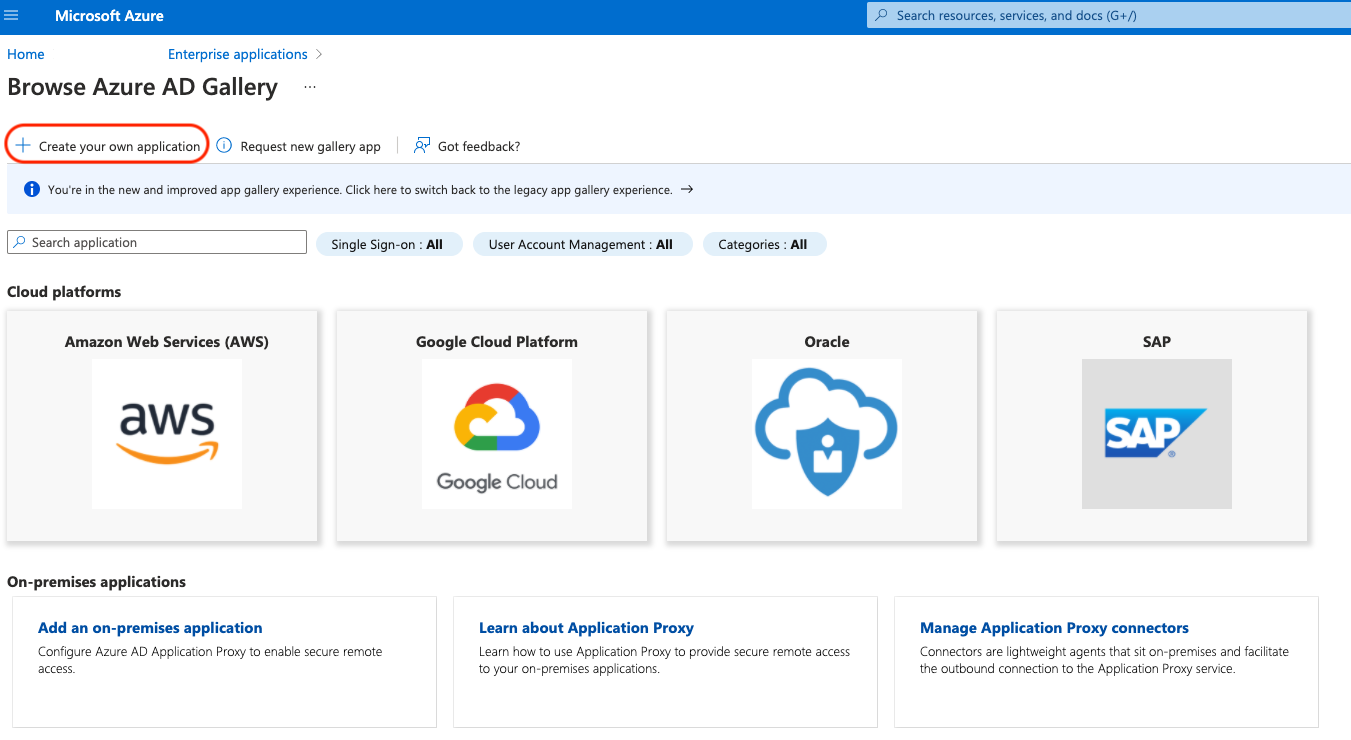 Microsoft Azure
Search resources, services, and docs (G+/)
Home
Enterprise applications
Browse Azure AD Gallery
...
Create your own application
Request new gallery app
Got feedback?
You're in the new and improved app gallery experience. Click here to switch back to the legacy app gallery experience. →
Search application
Single Sign-on : All
User Account Management : All
Categories : All
Cloud platforms
Amazon Web Services (AWS)
aws
Google Cloud Platform
Google Cloud
Oracle
SAP
SAP®
On-premises applications
Add an on-premises application
Configure Azure AD Application Proxy to enable secure remote
access.
Learn about Application Proxy
Learn how to use Application Proxy to provide secure remote access
to your on-premises applications.
Manage Application Proxy connectors
Connectors are lightweight agents that sit on-premises and facilitate
the outbound connection to the Application Proxy service.